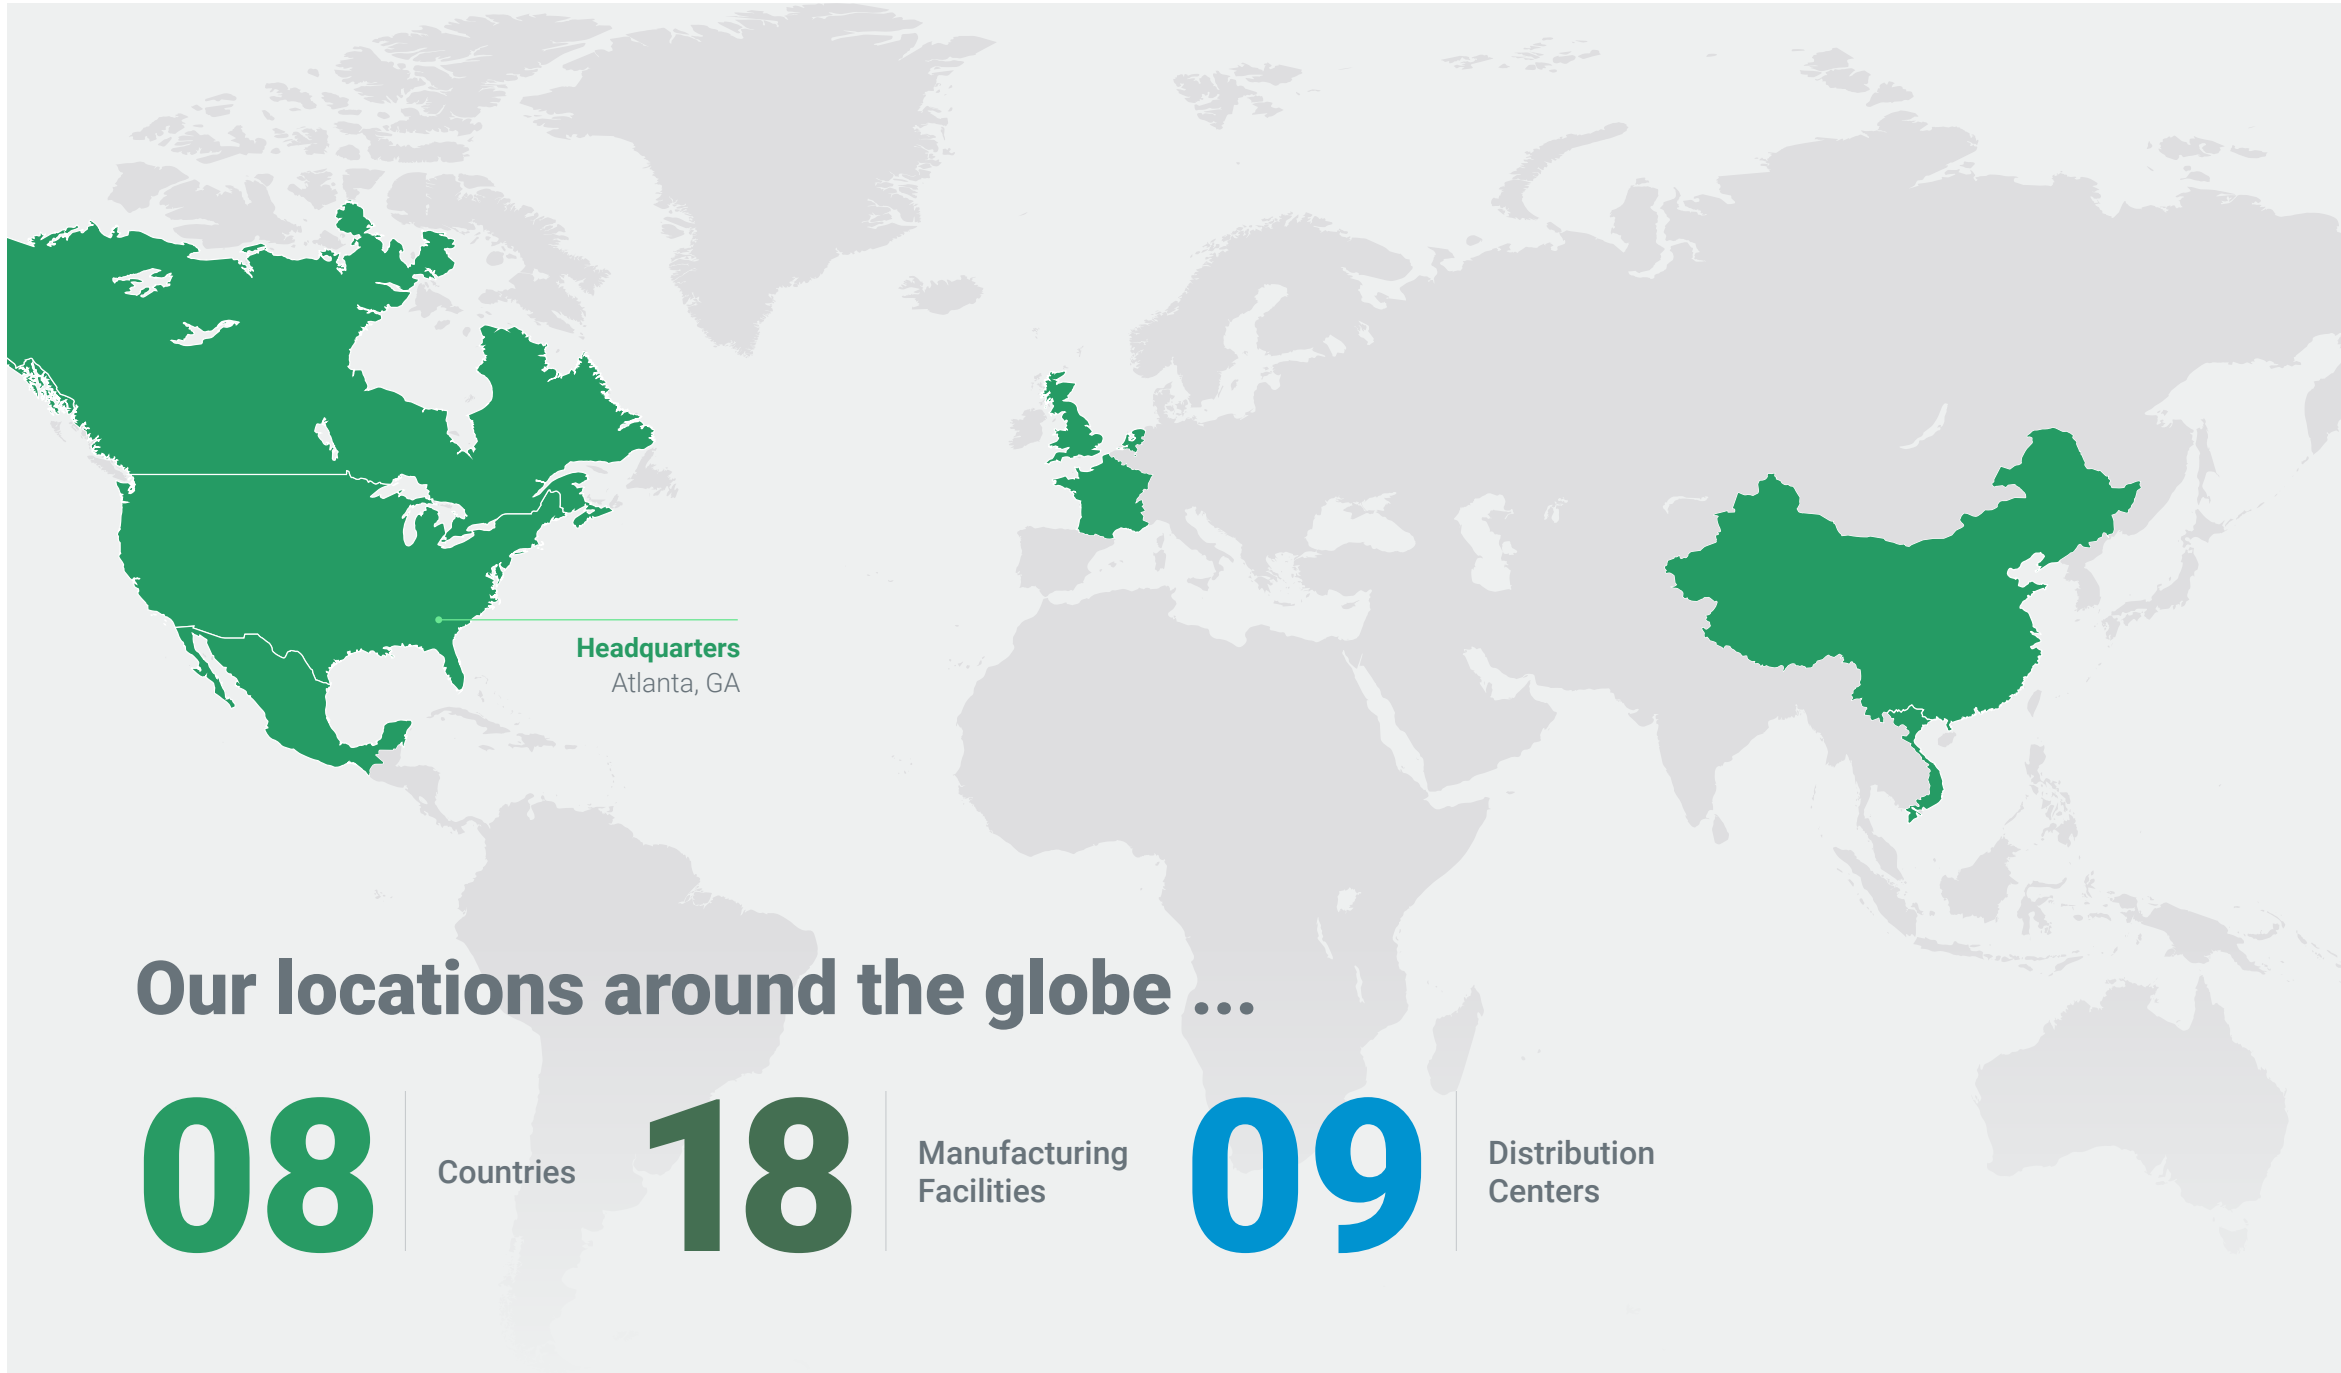 Headquarters
Atlanta, GA
Our locations around the globe ...
08
Countries
18
Manufacturing
Facilities
09
Distribution
Centers